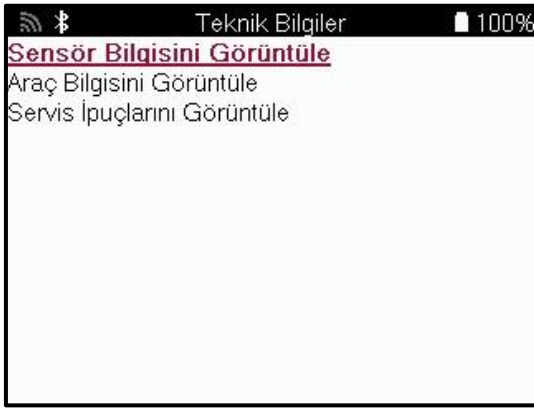 Teknik Bilgiler 100%
Sensör Bilgisini Görüntüle
Araç Bilgisini Görüntüle
Servis İpuçlarını Görüntüle